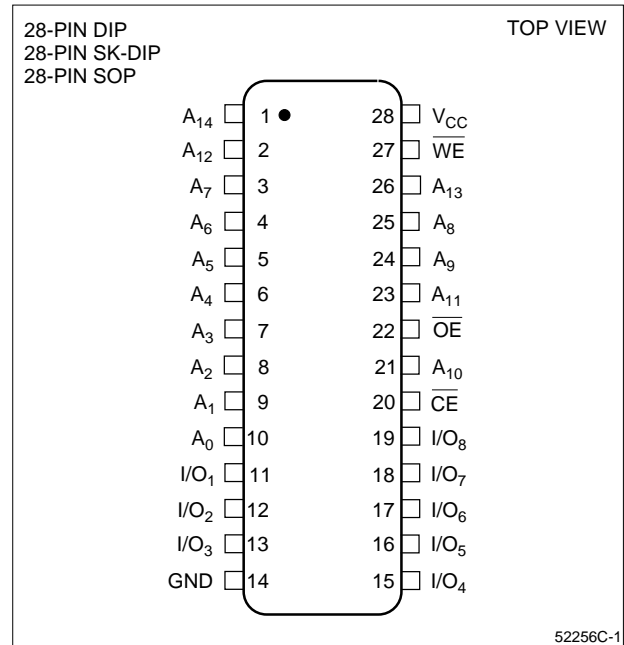 28-PIN DIP
28-PIN SK-DIP
28-PIN SOP
TOP VIEW
A14 1 28 VCC
A12 2 27 WE
A7 3 26 A13
A6 4 25 A8
A5 5 24 A9
A4 6 23 A11
A3 7 22 OE
A2 8 21 A10
A1 9 20 CE
A0 10 19 I/O8
I/O1 11 18 I/O7
I/O2 12 17 I/O6
I/O3 13 16 I/O5
GND 14 15 I/O4
52256C-1